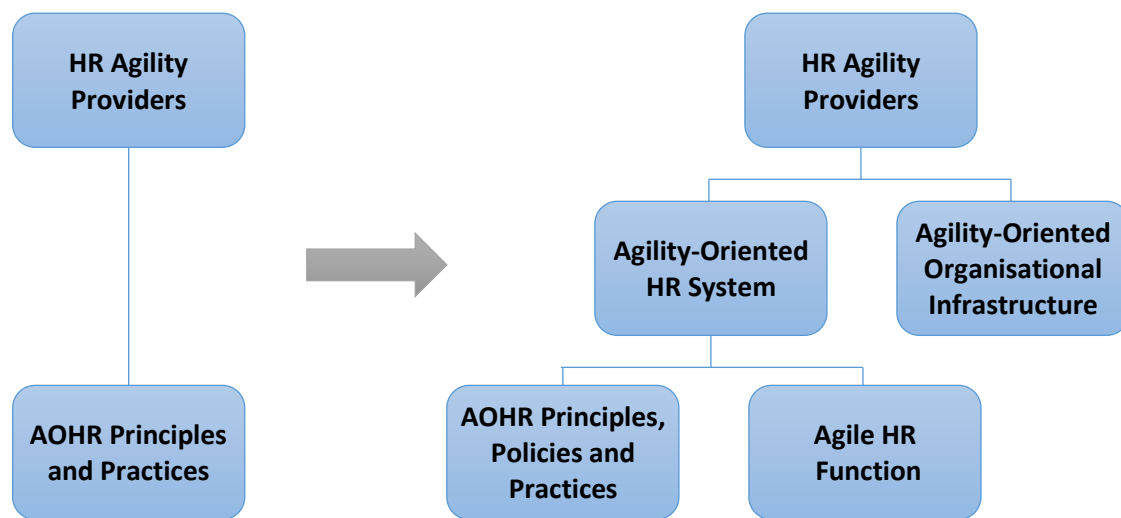 HR Agility
Providers
AOHR Principles
and Practices
HR Agility
Providers
Agility-Oriented
HR System
Agility-Oriented
Organisational
Infrastructure
AOHR Principles,
Policies and
Practices
Agile HR
Function